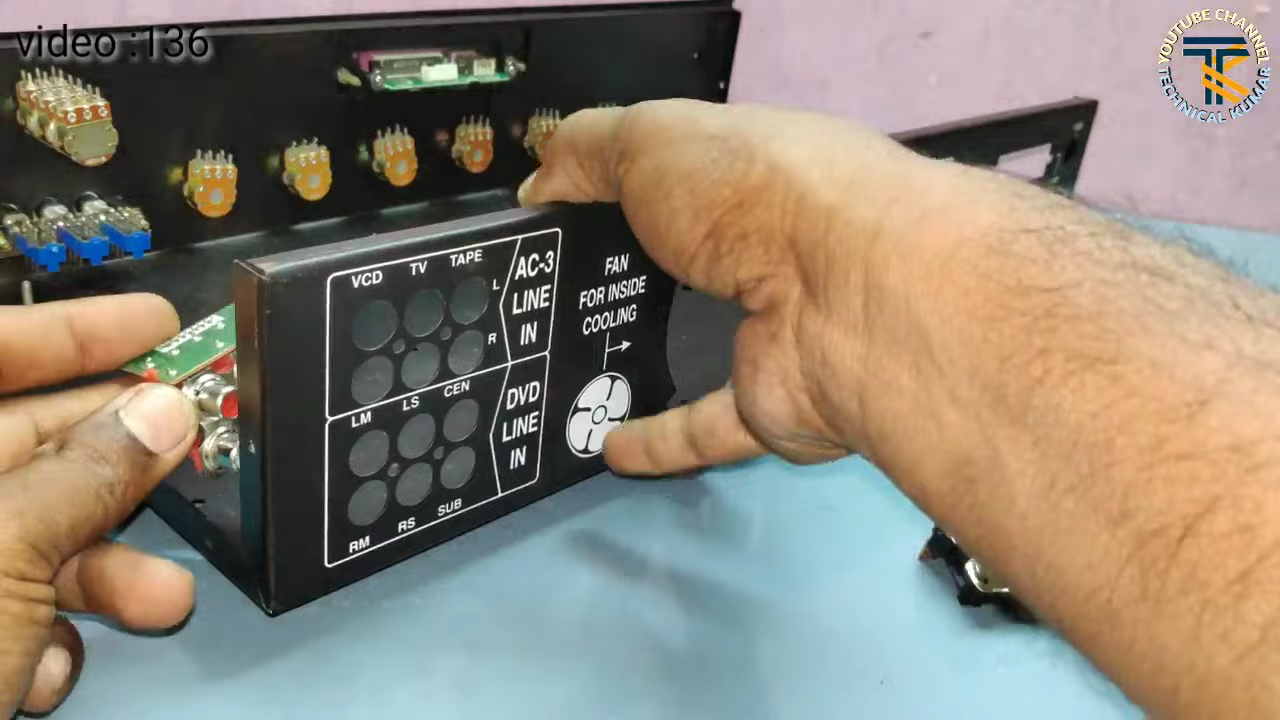 video :136
YOUTUBE CHANNEL
TECHNICAL KUMAR
VCD TV TAPE
L
R
AC-3
LINE
IN
LM LS CEN
RM RS SUB
DVD
LINE
IN
FAN
FOR INSIDE
COOLING